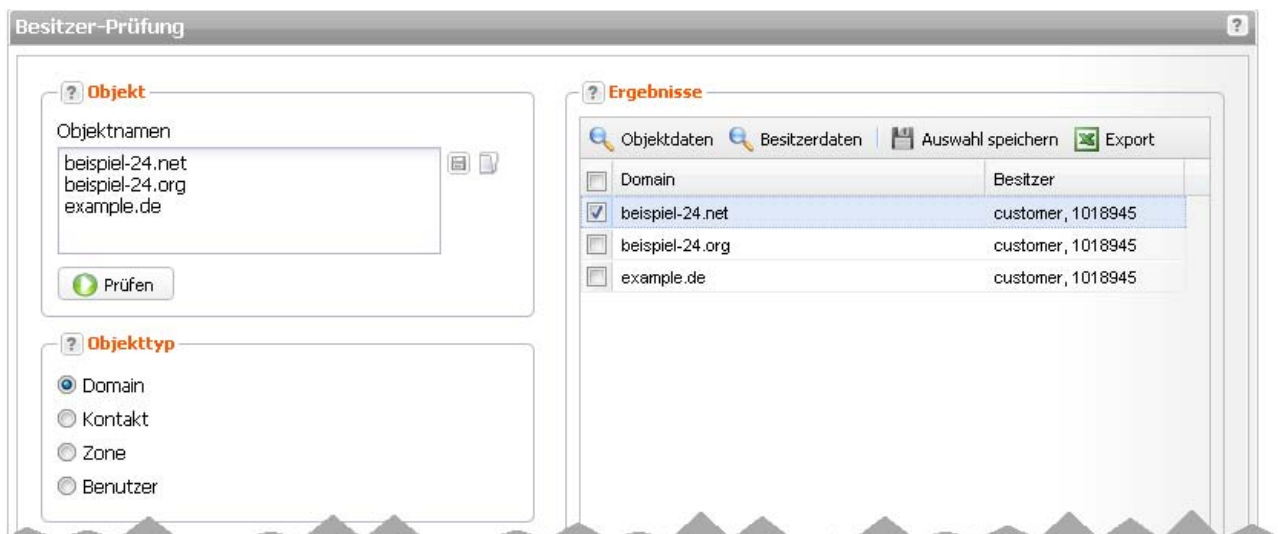 Besitzer-Prüfung ?
? Objekt
Objektnamen
beispiel-24.net
beispiel-24.org
example.de
Prüfen
? Objekttyp
Domain
Kontakt
Zone
Benutzer
? Ergebnisse
Objektdaten Besitzerdaten Auswahl speichern Export
Domain Besitzer
beispiel-24.net customer, 1018945
beispiel-24.org customer, 1018945
example.de customer, 1018945